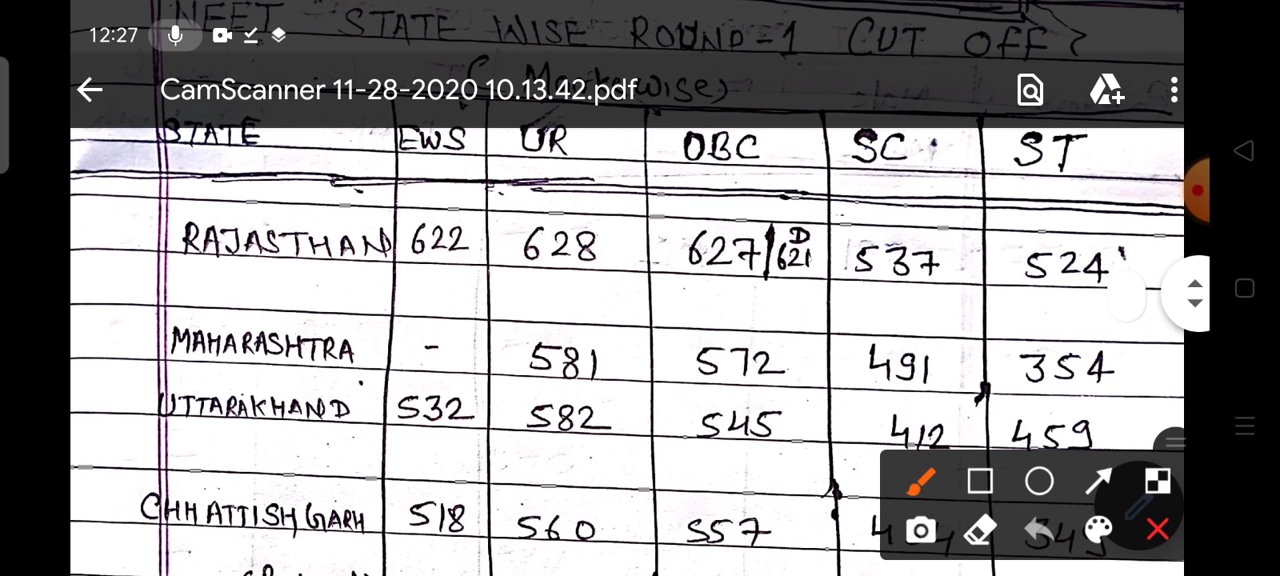 NEET STATE WISE ROUND-1 CUT OFF?
12:27
(Markswise)
CamScanner 11-28-2020 10.13.42.pdf
STATE EWS UR OBC SC ST
RAJASTHAN 622 628 627/621 D 537 524
MAHARASHTRA - 581 572 491 354
UTTARAKHAND 532 582 545 412 459
CHHATTISHGARH 518 560 557